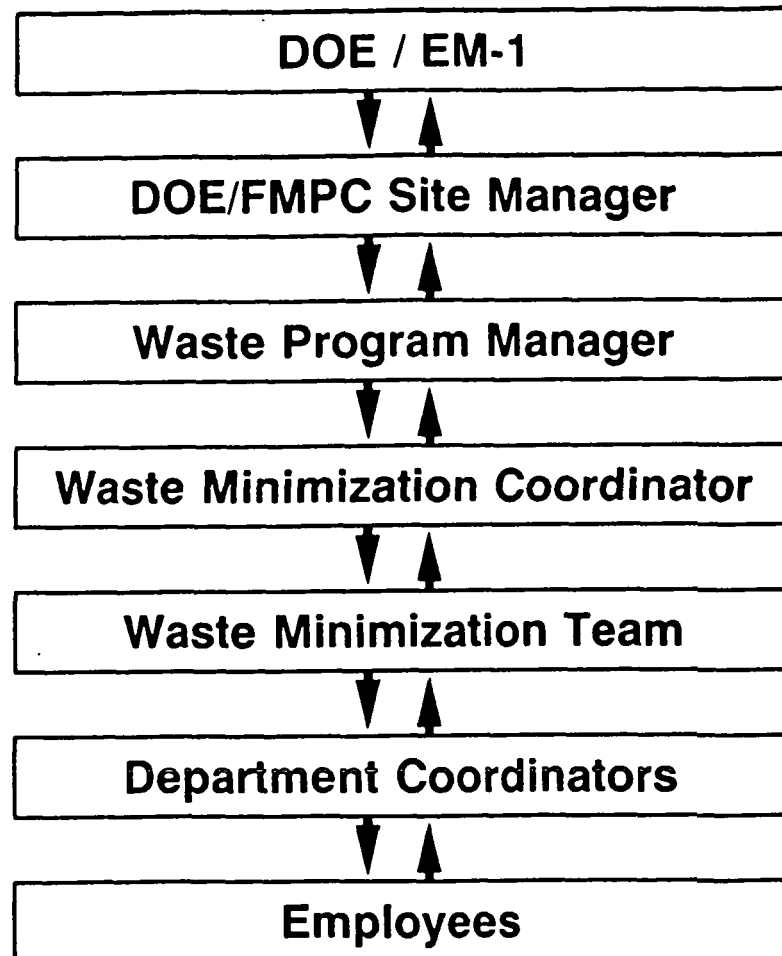 DOE / EM-1
DOE/FMPC Site Manager
Waste Program Manager
Waste Minimization Coordinator
Waste Minimization Team
Department Coordinators
Employees